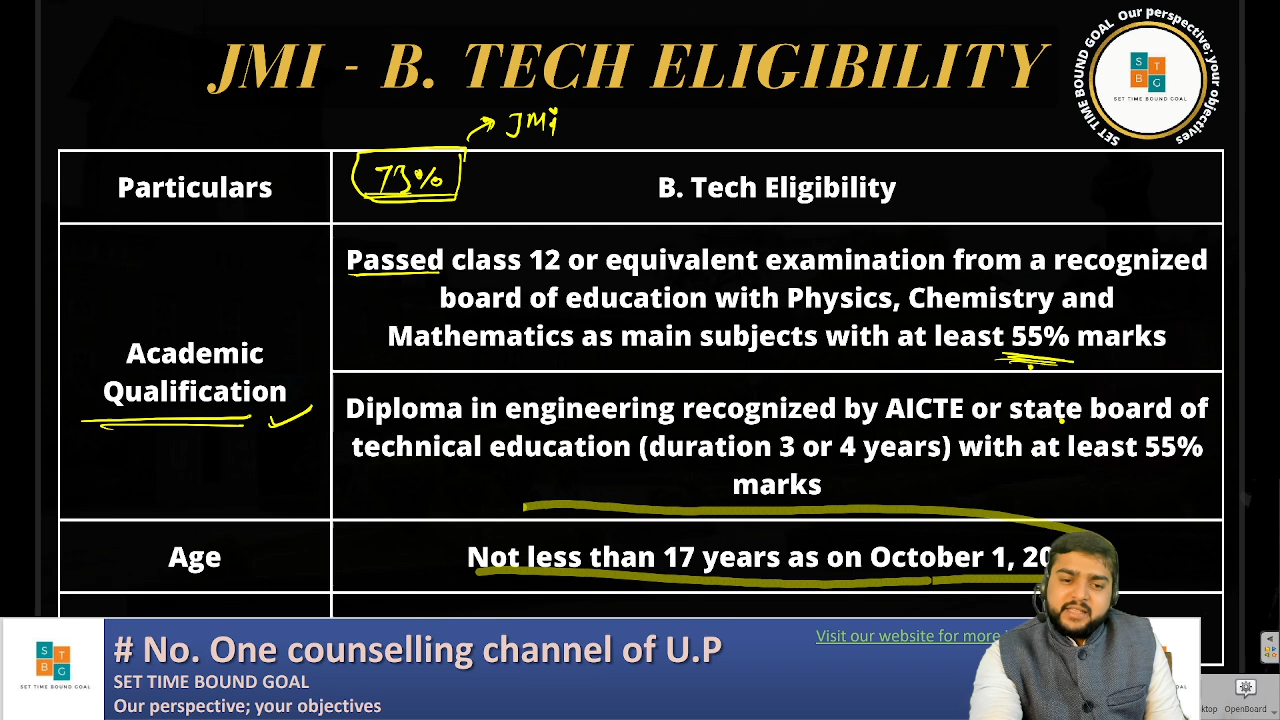 JMI - B. TECH ELIGIBILITY
SET TIME BOUND GOAL Our perspective; your objectives
S T
B G
SET TIME BOUND GOAL
JMi
73%
Particulars
B. Tech Eligibility
Academic
Qualification
Passed class 12 or equivalent examination from a recognized
board of education with Physics, Chemistry and
Mathematics as main subjects with at least 55% marks
Diploma in engineering recognized by AICTE or state board of
technical education (duration 3 or 4 years) with at least 55%
marks
Age
Not less than 17 years as on October 1, 20
S T
B G
SET TIME BOUND GOAL
# No. One counselling channel of U.P
SET TIME BOUND GOAL
Our perspective; your objectives
Visit our website for more
OpenBoard